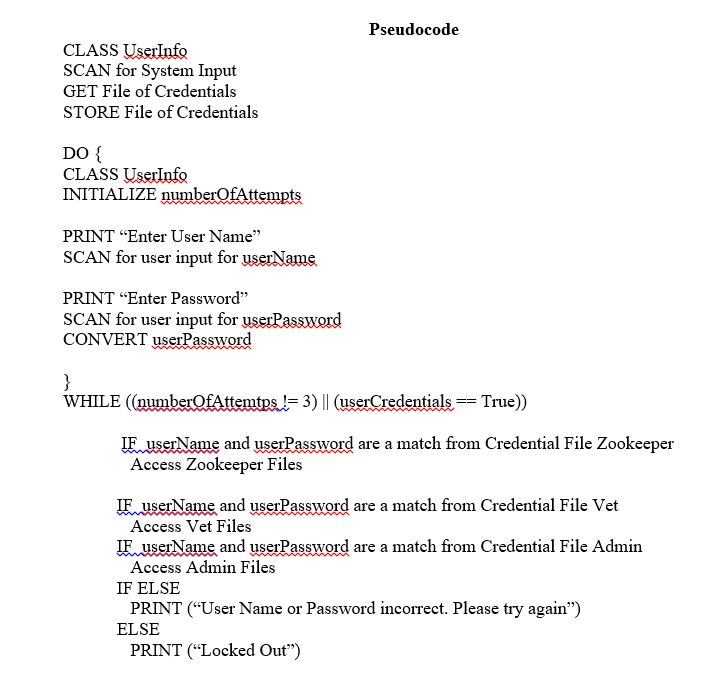 Pseudocode
CLASS UserInfo
SCAN for System Input
GET File of Credentials
STORE File of Credentials
DO {
CLASS UserInfo
INITIALIZE numberOfAttempts
PRINT “Enter User Name”
SCAN for user input for userName
PRINT “Enter Password”
SCAN for user input for userPassword
CONVERT userPassword
}
WHILE ((numberOfAttemtps != 3) || (userCredentials == True))
IF userName and userPassword are a match from Credential File Zookeeper
Access Zookeeper Files
IF userName and userPassword are a match from Credential File Vet
Access Vet Files
IF userName and userPassword are a match from Credential File Admin
Access Admin Files
IF ELSE
PRINT (“User Name or Password incorrect. Please try again”)
ELSE
PRINT (“Locked Out”)